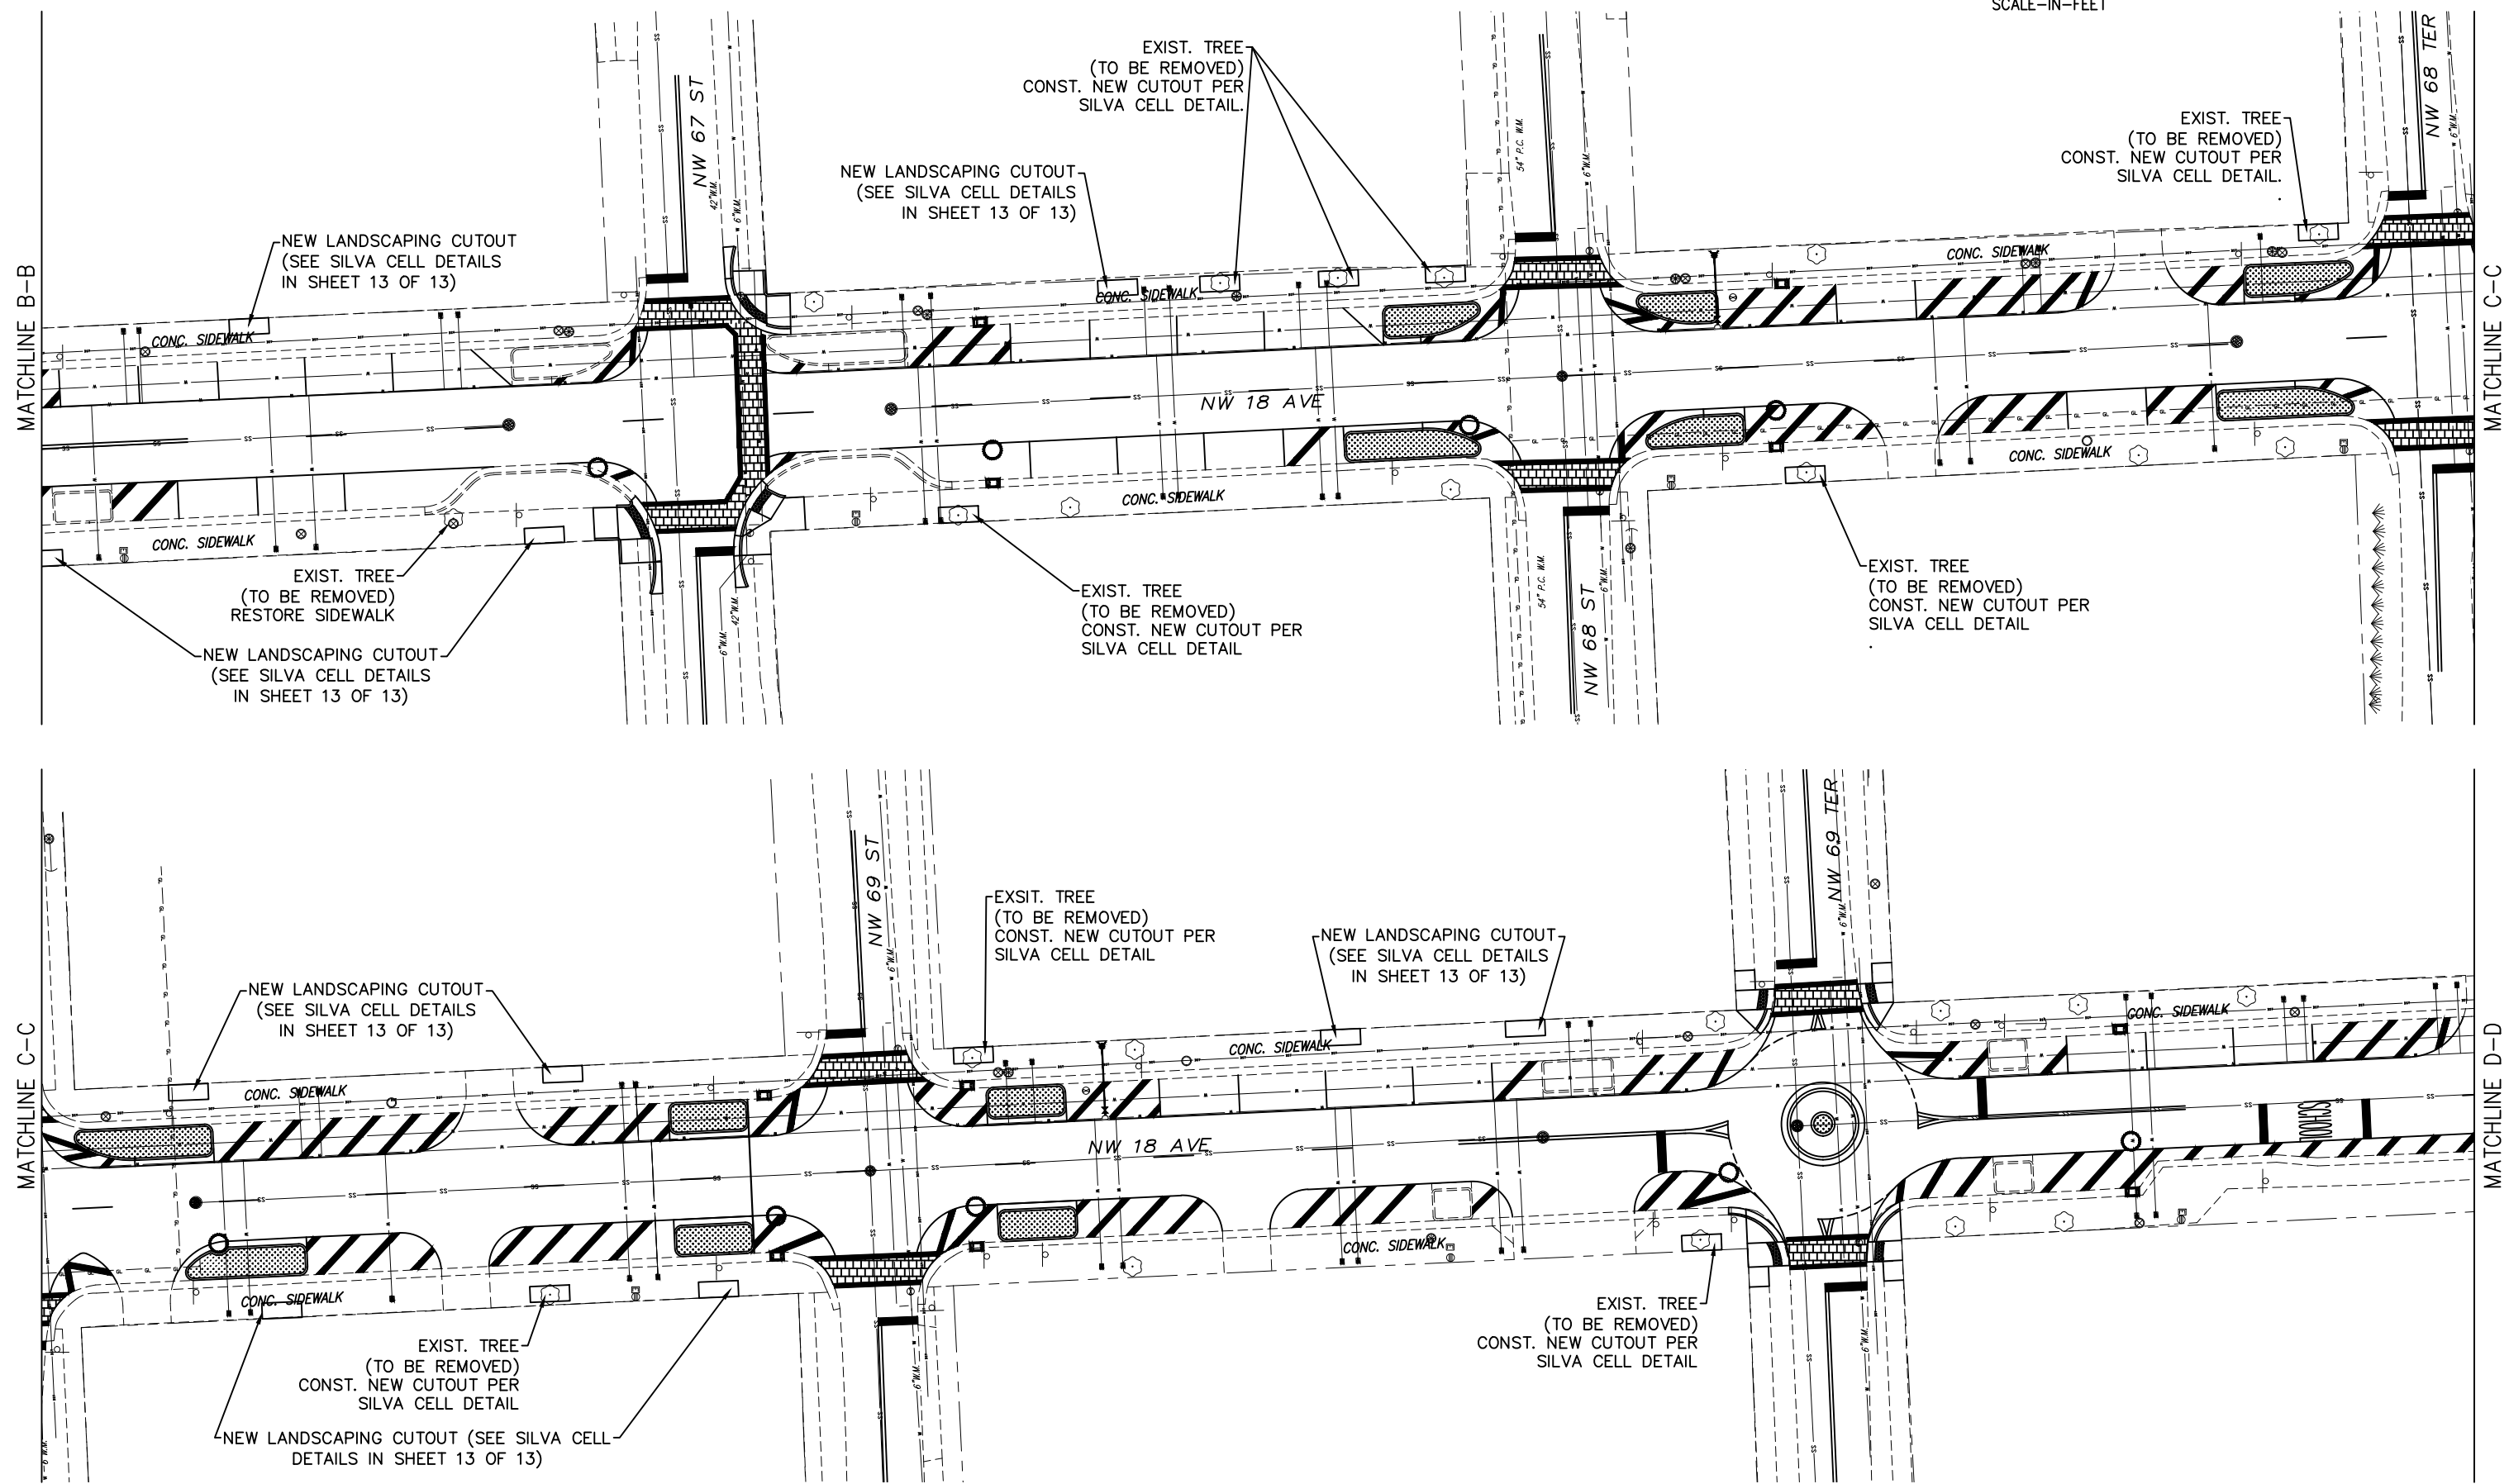 SCALE-IN-FEET
MATCHLINE B-B
NW 67 ST
42"W.M.
6"W.M.
EXIST. TREE
(TO BE REMOVED)
CONST. NEW CUTOUT PER
SILVA CELL DETAIL.
NEW LANDSCAPING CUTOUT
(SEE SILVA CELL DETAILS
IN SHEET 13 OF 13)
54" P.C. W.M.
6"W.M.
EXIST. TREE
(TO BE REMOVED)
CONST. NEW CUTOUT PER
SILVA CELL DETAIL.
NW 68 TER
6"W.M.
MATCHLINE C-C
NEW LANDSCAPING CUTOUT
(SEE SILVA CELL DETAILS
IN SHEET 13 OF 13)
CONC. SIDEWALK
CONC. SIDEWALK
CONC. SIDEWALK
NW 18 AVE
CONC. SIDEWALK
CONC. SIDEWALK
CONC. SIDEWALK
EXIST. TREE
(TO BE REMOVED)
RESTORE SIDEWALK
NEW LANDSCAPING CUTOUT
(SEE SILVA CELL DETAILS
IN SHEET 13 OF 13)
6"W.M.
42"W.M.
EXIST. TREE
(TO BE REMOVED)
CONST. NEW CUTOUT PER
SILVA CELL DETAIL
54" P.C. W.M.
NW 68 ST
6"W.M.
EXIST. TREE
(TO BE REMOVED)
CONST. NEW CUTOUT PER
SILVA CELL DETAIL
MATCHLINE C-C
NEW LANDSCAPING CUTOUT
(SEE SILVA CELL DETAILS
IN SHEET 13 OF 13)
NW 69 ST
6"W.M.
EXSIT. TREE
(TO BE REMOVED)
CONST. NEW CUTOUT PER
SILVA CELL DETAIL
NEW LANDSCAPING CUTOUT
(SEE SILVA CELL DETAILS
IN SHEET 13 OF 13)
NW 69 TER
6"W.M.
MATCHLINE D-D
CONC. SIDEWALK
CONC. SIDEWALK
CONC. SIDEWALK
NW 18 AVE
SCHOOL
CONC. SIDEWALK
CONC. SIDEWALK
EXIST. TREE
(TO BE REMOVED)
CONST. NEW CUTOUT PER
SILVA CELL DETAIL
NEW LANDSCAPING CUTOUT (SEE SILVA CELL
DETAILS IN SHEET 13 OF 13)
6"W.M.
6"W.M.
EXIST. TREE
(TO BE REMOVED)
CONST. NEW CUTOUT PER
SILVA CELL DETAIL
6"W.M.